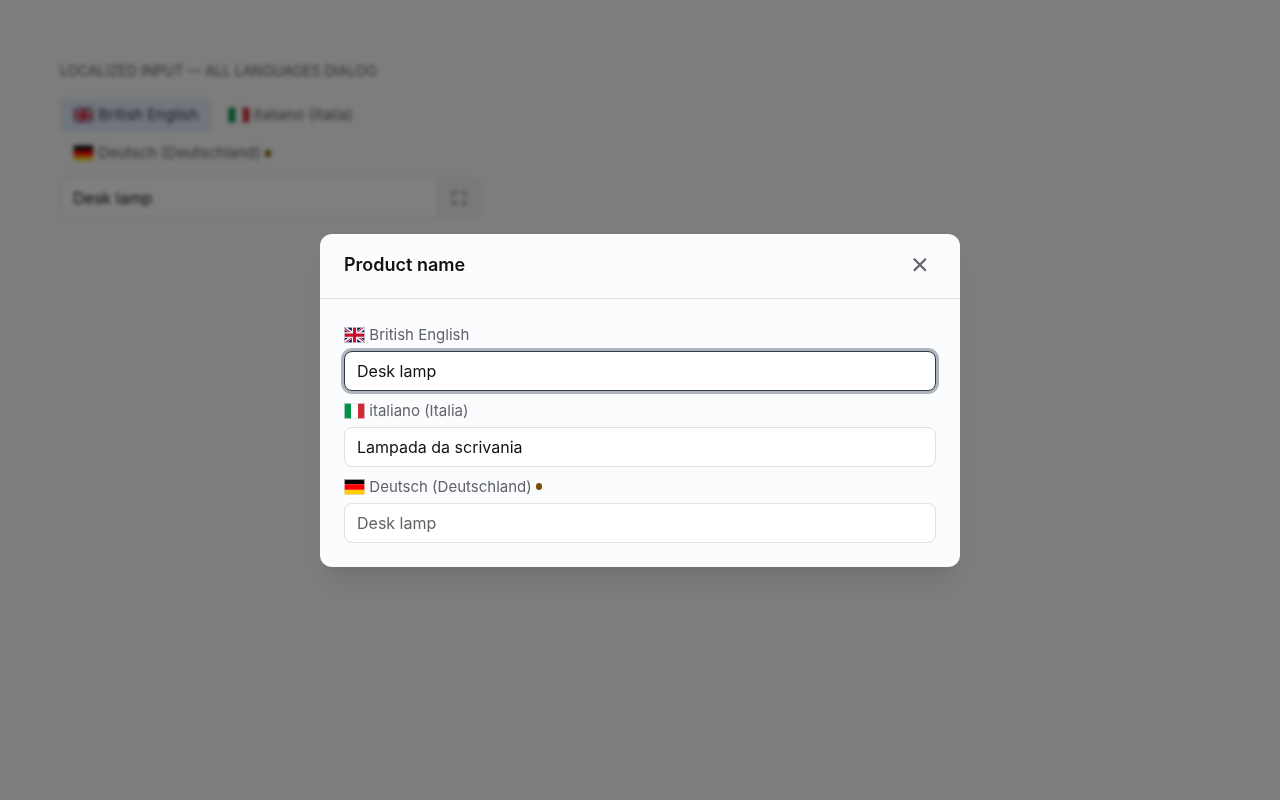 LOCALIZED INPUT — ALL LANGUAGES DIALOG
British English
Italiano (Italia)
Deutsch (Deutschland)
Desk lamp
Product name
British English
Desk lamp
italiano (Italia)
Lampada da scrivania
Deutsch (Deutschland)
Desk lamp